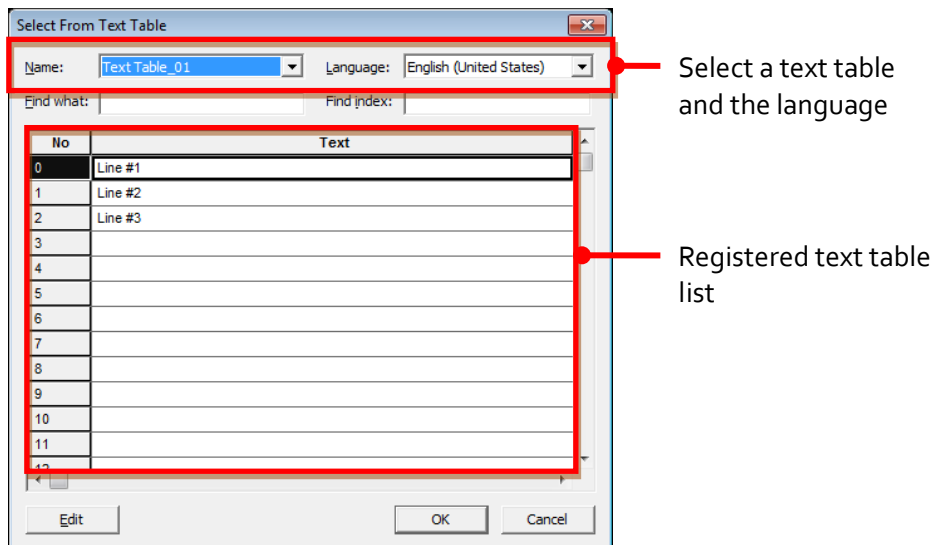 Select From Text Table
Name: Text Table_01 Language: English (United States)
Find what: Find index:
No Text
0 Line #1
1 Line #2
2 Line #3
3
4
5
6
7
8
9
10
11
12
Edit OK Cancel
Select a text table
and the language
Registered text table
list